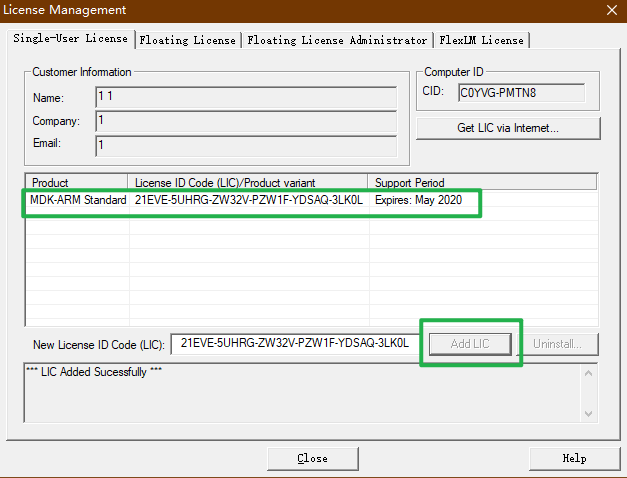 License Management
Single-User License Floating License Floating License Administrator FlexLM License
Customer Information
Name: 1 1
Company: 1
Email: 1
Computer ID
CID: C0YVG-PMTN8
Get LIC via Internet...
Product License ID Code (LIC)/Product variant Support Period
MDK-ARM Standard 21EVE-5UHRG-ZW32V-PZW1F-YDSAQ-3LK0L Expires: May 2020
New License ID Code (LIC): 21EVE-5UHRG-ZW32V-PZW1F-YDSAQ-3LK0L Add LIC Uninstall...
*** LIC Added Sucessfully ***
Close Help